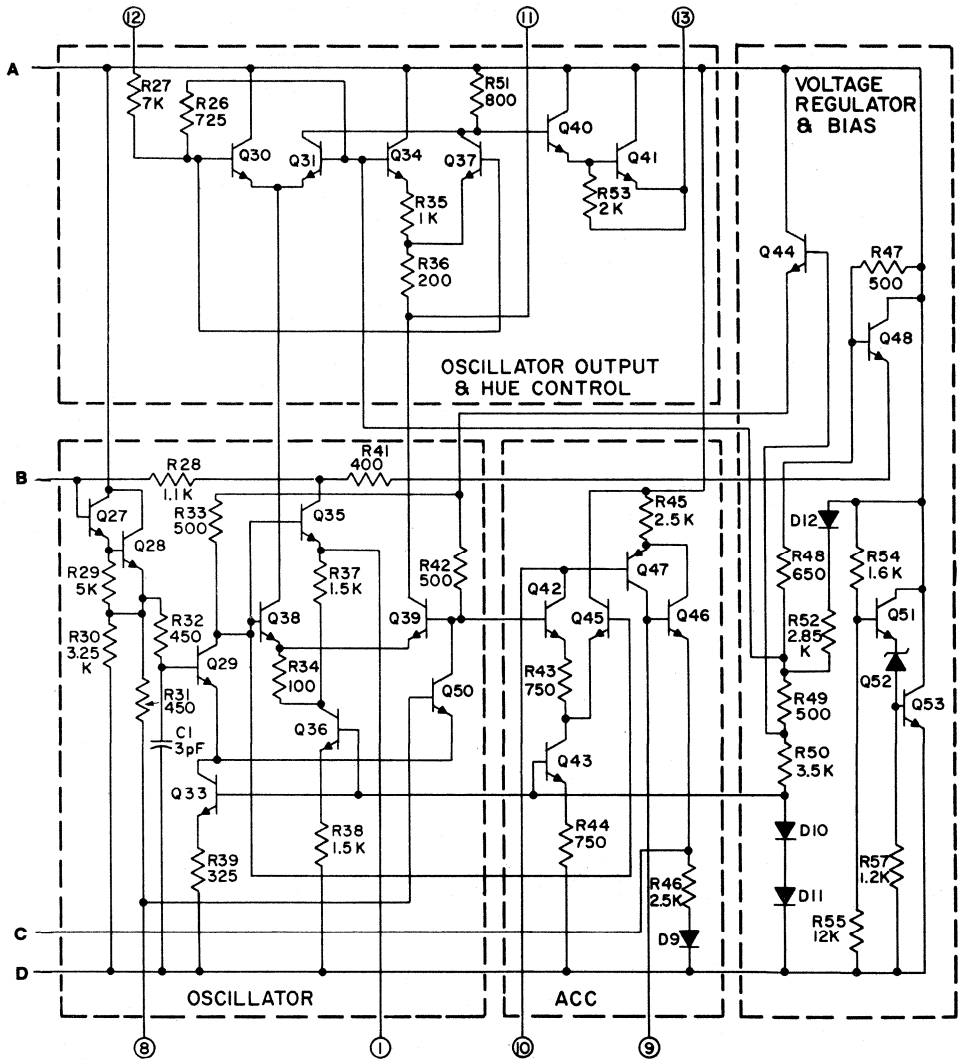 12
11
13
A
R27
7K
R26
725
R51
800
VOLTAGE
REGULATOR
& BIAS
Q30
Q31
Q34
Q37
Q40
Q41
R35
1K
R53
2K
R36
200
Q44
R47
500
Q48
OSCILLATOR OUTPUT
& HUE CONTROL
B
R28
1.1K
R41
400
R33
500
Q27
Q28
Q35
R45
2.5K
D12
R29
5K
R37
1.5K
R42
500
Q42
Q47
R48
650
R54
1.6K
R30
3.25
K
R32
450
Q38
Q39
Q45
Q46
R52
2.85
K
Q51
Q29
R34
100
R43
750
Q52
R31
450
Q50
R49
500
Q53
C1
3pF
Q36
Q43
R50
3.5K
Q33
R38
1.5K
R44
750
D10
R39
325
R46
2.5K
R57
1.2K
D11
C
D9
R55
12K
D
OSCILLATOR
ACC
8
1
10
9